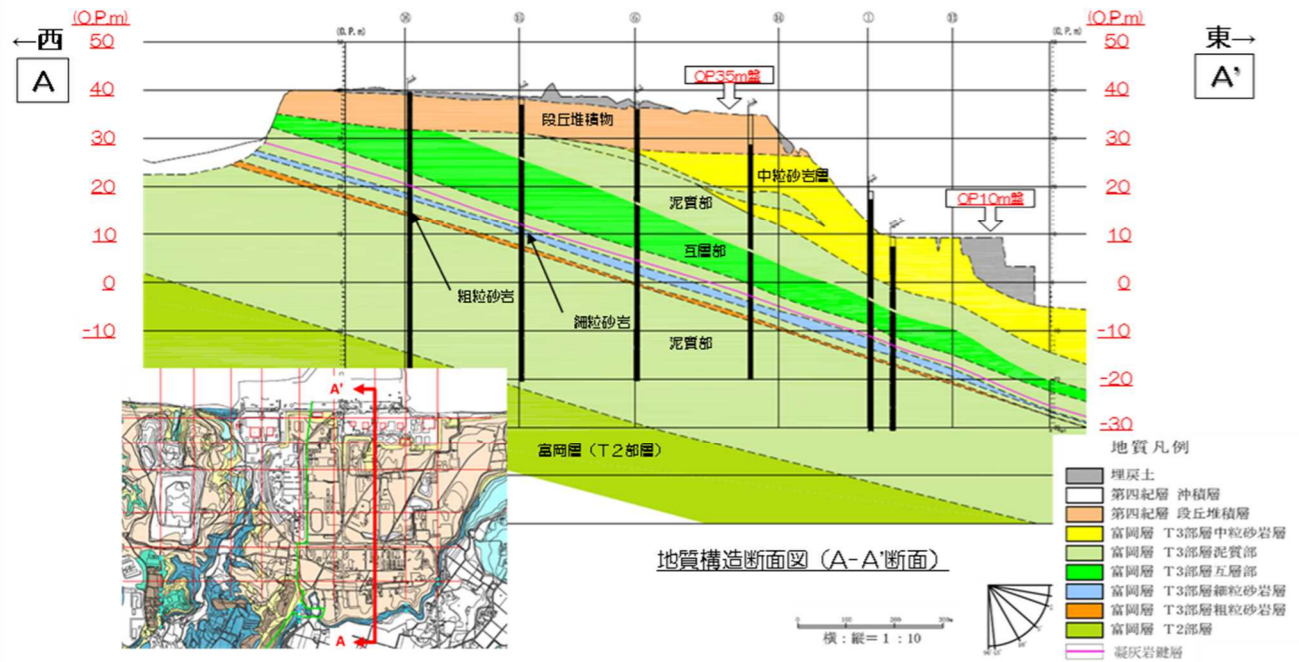 (O.P.m)
(O.P.m)
←西
A
東→
A'
(O.P.m)
(O.P.m)
⑥
①
50
40
30
20
10
0
-10
50
40
30
20
10
0
-10
-20
-30
OP35m盤
OP10m盤
段丘堆積物
中粒砂岩層
泥質部
互層部
粗粒砂岩
細粒砂岩
泥質部
富岡層(T2部層)
A'
A
地質構造断面図(A-A'断面)
横:縦=1:10
地質凡例
埋戻土
第四紀層 沖積層
第四紀層 段丘堆積層
富岡層 T3部層中粒砂岩層
富岡層 T3部層泥質部
富岡層 T3部層互層部
富岡層 T3部層細粒砂岩層
富岡層 T3部層粗粒砂岩層
富岡層 T2部層
凝灰岩鍵層